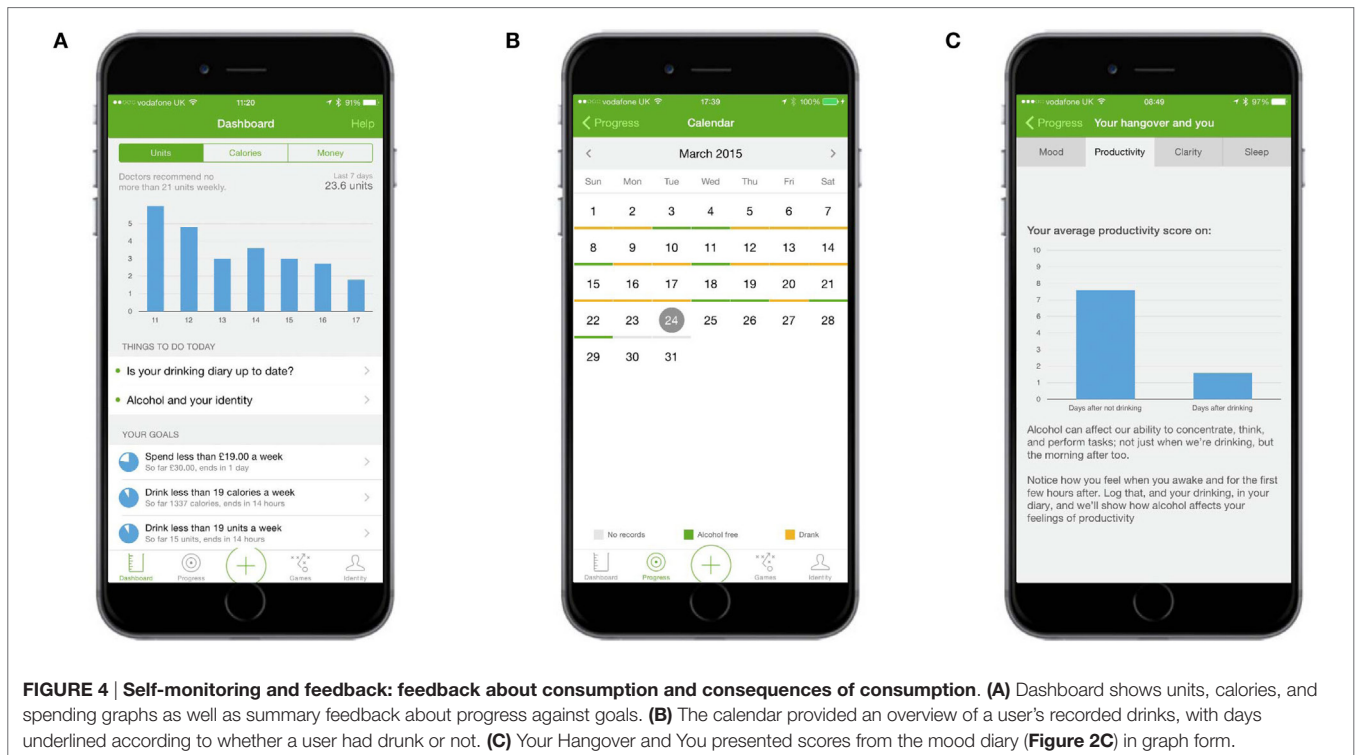 A
B
C
vodafone UK 11:20 91%
Dashboard Help
Units Calories Money
Doctors recommend no
more than 21 units weekly.
Last 7 days
23.6 units
5
4
3
2
1
0
11 12 13 14 15 16 17
THINGS TO DO TODAY
Is your drinking diary up to date?
Alcohol and your identity
YOUR GOALS
Spend less than £19.00 a week
So far £30.00, ends in 1 day
Drink less than 19 calories a week
So far 1337 calories, ends in 14 hours
Drink less than 19 units a week
So far 15 units, ends in 14 hours
Dashboard Progress Games Identity
vodafone UK 17:39 100%
Progress Calendar
March 2015
Sun Mon Tue Wed Thu Fri Sat
1 2 3 4 5 6 7
8 9 10 11 12 13 14
15 16 17 18 19 20 21
22 23 24 25 26 27 28
29 30 31
No records Alcohol free Drank
Dashboard Progress Games Identity
vodafone UK 08:49 97%
Progress Your hangover and you
Mood Productivity Clarity Sleep
Your average productivity score on:
10
9
8
7
6
5
4
3
2
1
0
Days after not drinking Days after drinking
Alcohol can affect our ability to concentrate, think,
and perform tasks; not just when we're drinking, but
the morning after too.
Notice how you feel when you awake and for the first
few hours after. Log that, and your drinking, in your
diary, and we'll show how alcohol affects your
feelings of productivity
FIGURE 4 | Self-monitoring and feedback: feedback about consumption and consequences of consumption. (A) Dashboard shows units, calories, and
spending graphs as well as summary feedback about progress against goals. (B) The calendar provided an overview of a user's recorded drinks, with days
underlined according to whether a user had drunk or not. (C) Your Hangover and You presented scores from the mood diary (Figure 2C) in graph form.